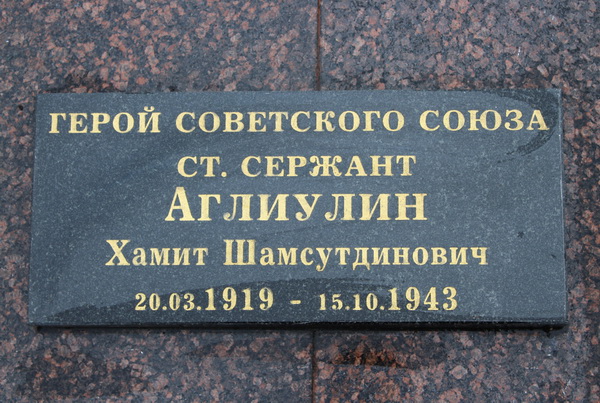 ГЕРОЙ СОВЕТСКОГО СОЮЗА
СТ. СЕРЖАНТ
АГЛИУЛИН
Хамит Шамсутдинович
20.03.1919 - 15.10.1943